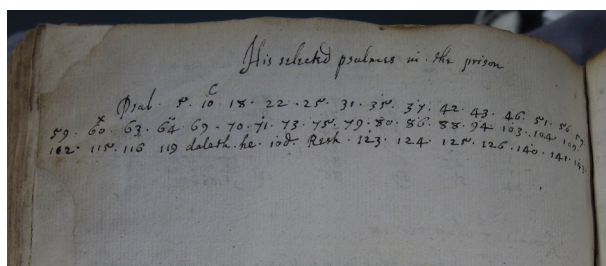 His selected psalmes in the prison
Psal. 5. 10 18. 22. 25. 31. 35. 37. 42. 43. 46. 51. 56. 57.
59. 60. 63. 64. 69. 70. 71. 73. 75. 79. 80. 86. 88. 94 103. 104 109
102. 115. 116 119 daleth. he. iod. Resh. 123. 124. 125. 126. 140. 141. 143